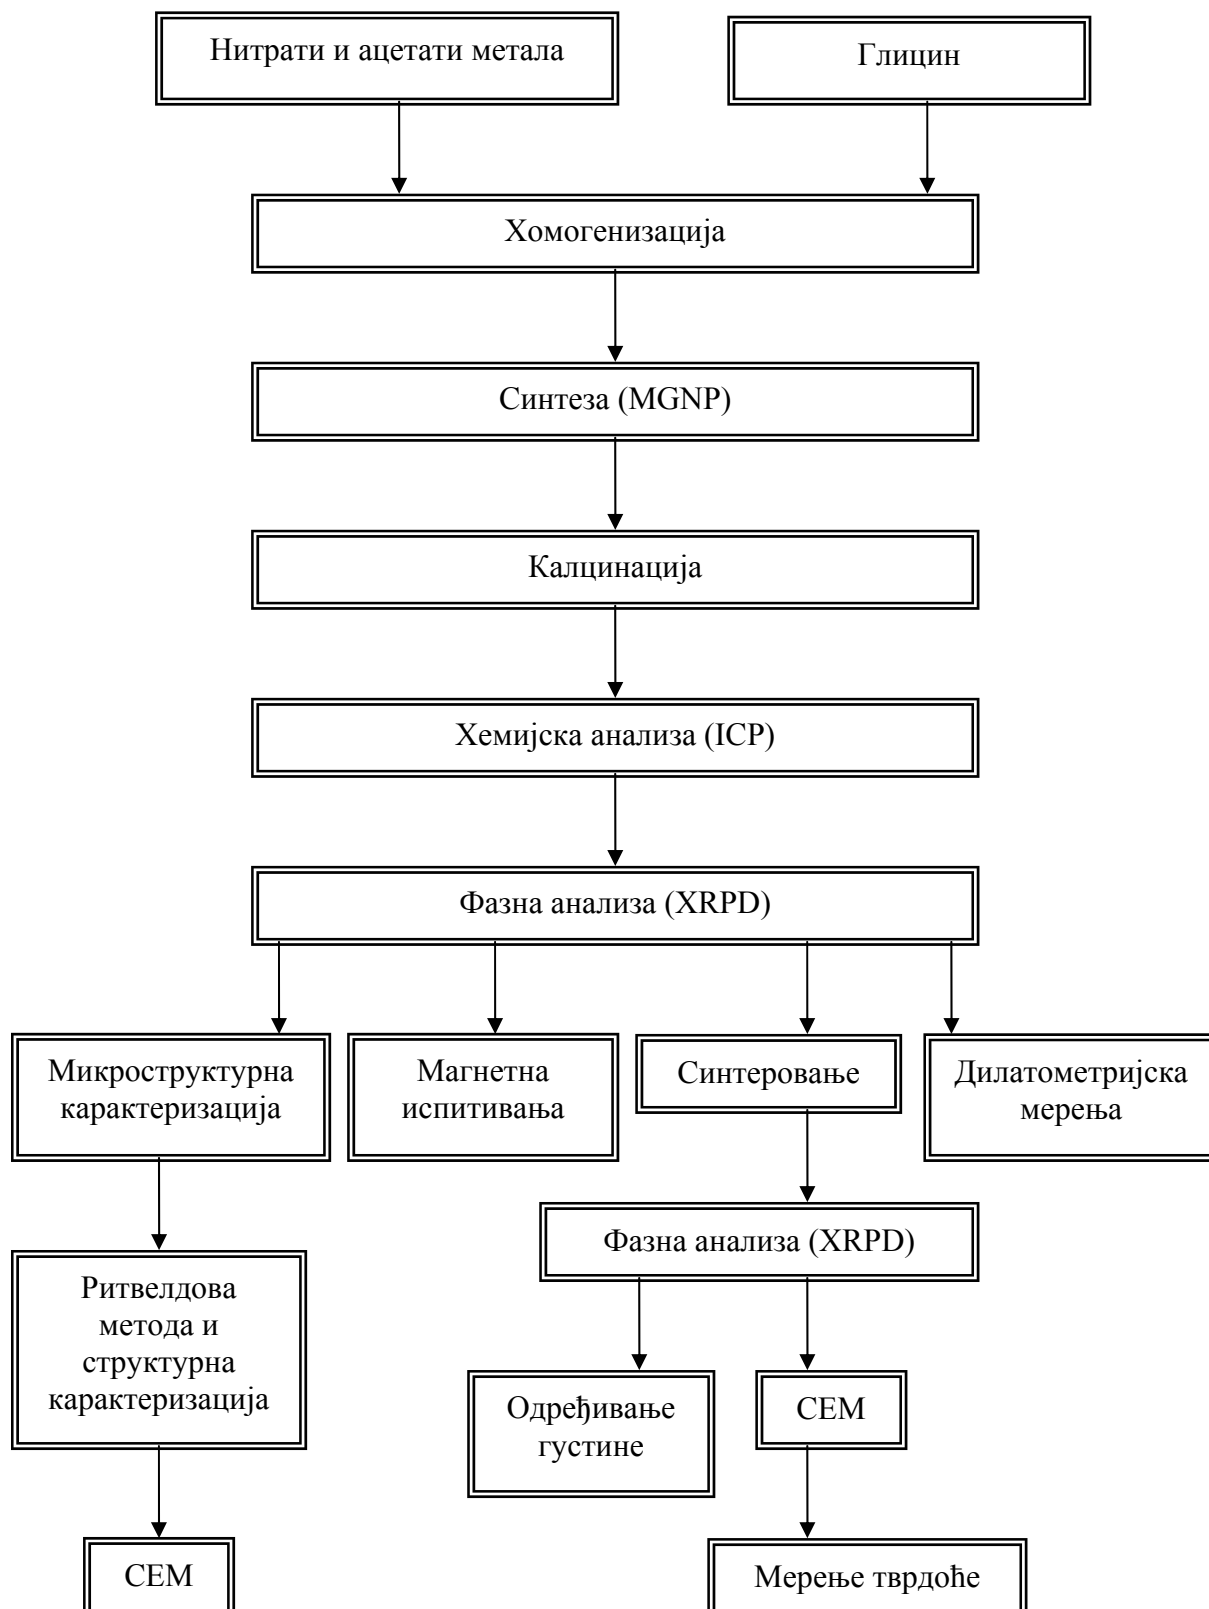 Нитрати и ацетати метала
Глицин
Хомогенизација
Синтеза (MGNP)
Калцинација
Хемијска анализа (ICP)
Фазна анализа (XRPD)
Микроструктурна
карактеризација
Магнетна
испитивања
Синтеровање
Дилатометријска
мерења
Фазна анализа (XRPD)
Ритвелдова
метода и
структурна
карактеризација
Одређивање
густине
СЕМ
СЕМ
Мерење тврдоће